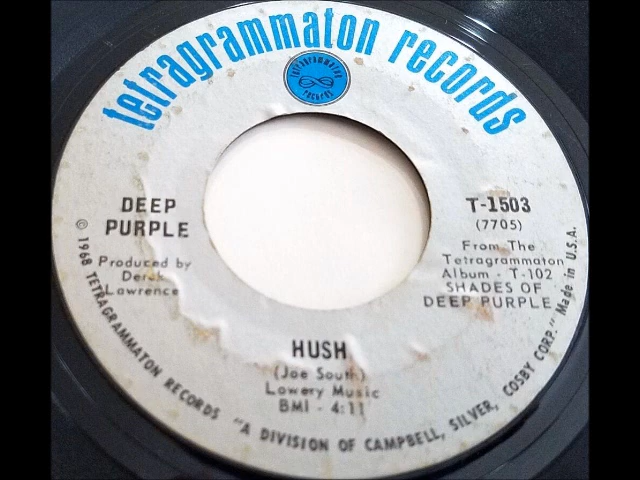 tetragrammaton records
tetragrammaton
records
DEEP
PURPLE
Produced by
Derek
Lawrence
T-1503
(7705)
From The
Tetragrammaton
Album - T-102
SHADES OF
DEEP PURPLE
HUSH
(Joe South)
Lowery Music
BMI - 4:11
© 1968 TETRAGRAMMATON RECORDS "A DIVISION OF CAMPBELL, SILVER, COSBY CORP." Made in U.S.A.